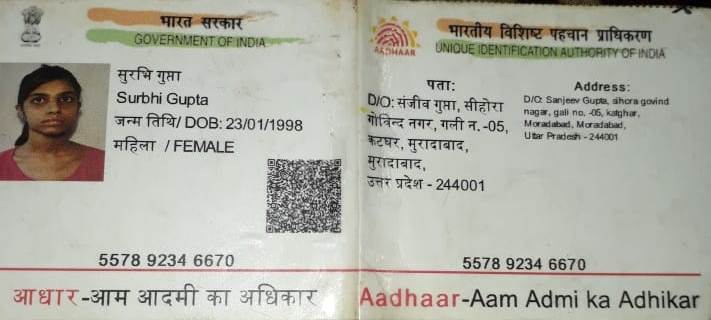 भारत सरकार
GOVERNMENT OF INDIA
सुरभि गुप्ता
Surbhi Gupta
जन्म तिथि/ DOB: 23/01/1998
महिला / FEMALE
5578 9234 6670
आधार-आम आदमी का अधिकार
भारतीय विशिष्ट पहचान प्राधिकरण
AADHAAR
UNIQUE IDENTIFICATION AUTHORITY OF INDIA
पता:
D/O: संजीव गुप्ता, सीहोरा
गोविन्द नगर, गली न. -05,
कटघर, मुरादाबाद,
मुरादाबाद,
उत्तर प्रदेश - 244001
Address:
D/O: Sanjeev Gupta, sihora govind
nagar, gali no. -05, katghar,
Moradabad, Moradabad,
Uttar Pradesh - 244001
5578 9234 6670
Aadhaar-Aam Admi ka Adhikar